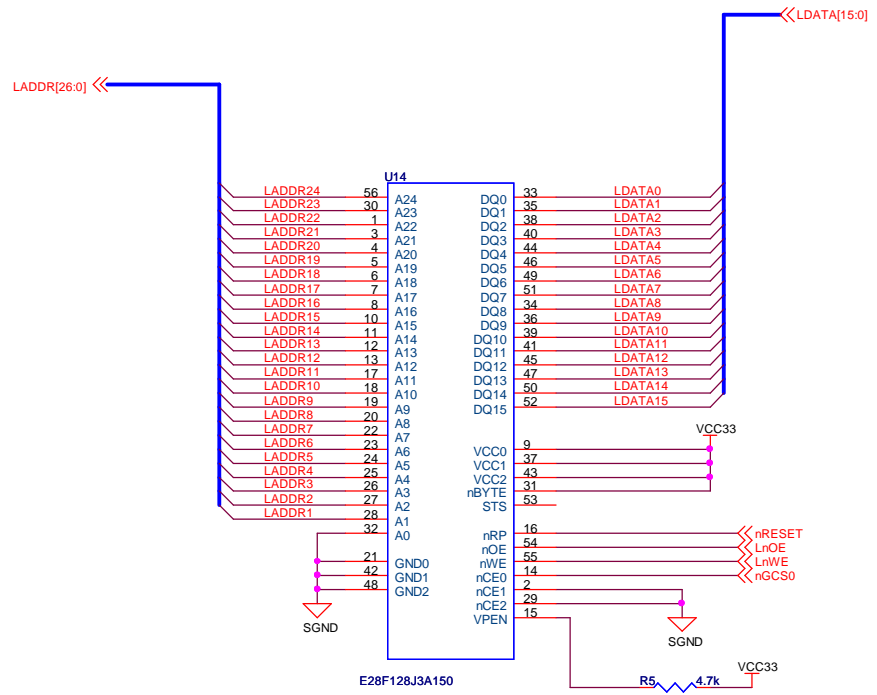 LDATA[15:0]
LADDR[26:0]
U14
LADDR24 56 A24 DQ0 33 LDATA0
LADDR23 30 A23 DQ1 35 LDATA1
LADDR22 1 A22 DQ2 38 LDATA2
LADDR21 3 A21 DQ3 40 LDATA3
LADDR20 4 A20 DQ4 44 LDATA4
LADDR19 5 A19 DQ5 46 LDATA5
LADDR18 6 A18 DQ6 49 LDATA6
LADDR17 7 A17 DQ7 51 LDATA7
LADDR16 8 A16 DQ8 34 LDATA8
LADDR15 10 A15 DQ9 36 LDATA9
LADDR14 11 A14 DQ10 39 LDATA10
LADDR13 12 A13 DQ11 41 LDATA11
LADDR12 13 A12 DQ12 45 LDATA12
LADDR11 17 A11 DQ13 47 LDATA13
LADDR10 18 A10 DQ14 50 LDATA14
LADDR9 19 A9 DQ15 52 LDATA15
LADDR8 20 A8
LADDR7 22 A7 VCC33
LADDR6 23 A6 VCC0 9
LADDR5 24 A5 VCC1 37
LADDR4 25 A4 VCC2 43
LADDR3 26 A3 nBYTE 31
LADDR2 27 A2 STS 53
LADDR1 28 A1
32 A0 nRP 16 nRESET
nOE 54 LnOE
21 GND0 nWE 55 LnWE
42 GND1 nCE0 14 nGCS0
48 GND2 nCE1 2
nCE2 29
VPEN 15
SGND
SGND
VCC33
E28F128J3A150
R5 4.7k